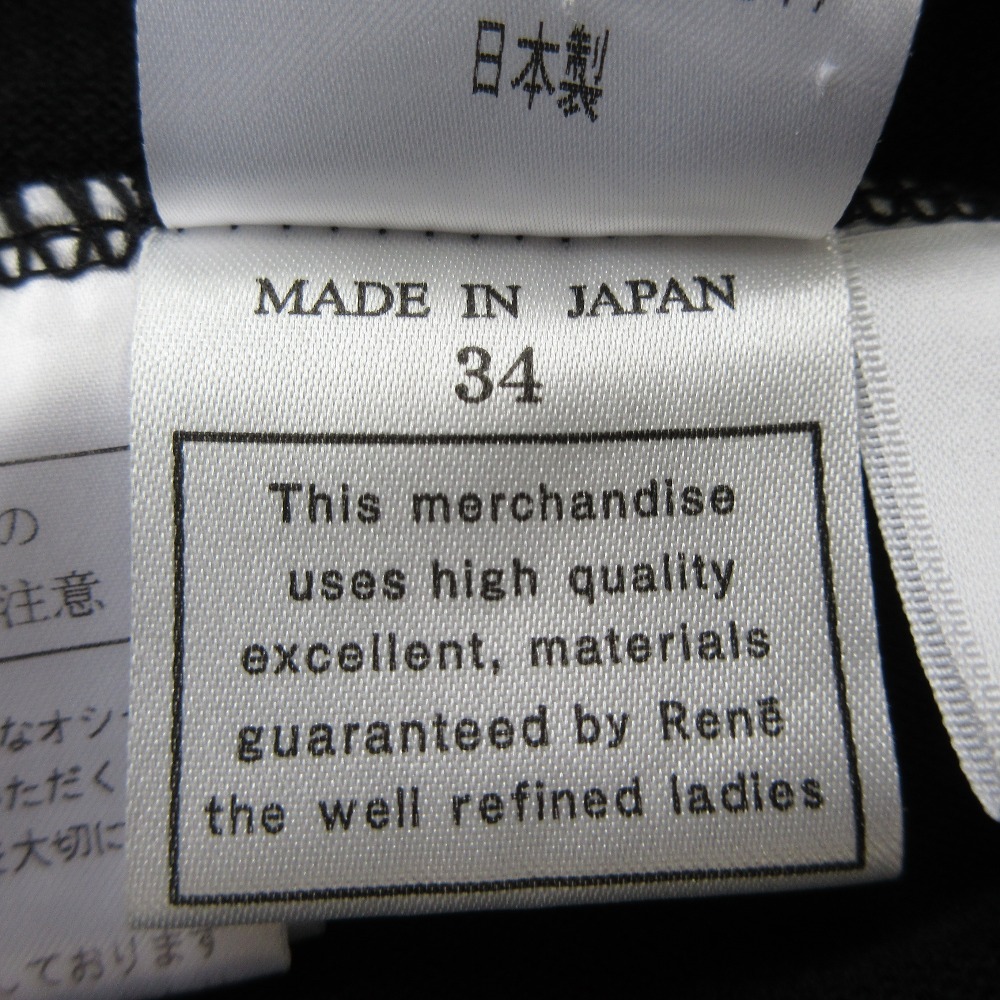 日本製
MADE IN JAPAN
34
This merchandise
uses high quality
excellent, materials
guaranteed by Renē
the well refined ladies
の
注意
なオシ
ただく
大切に
ております